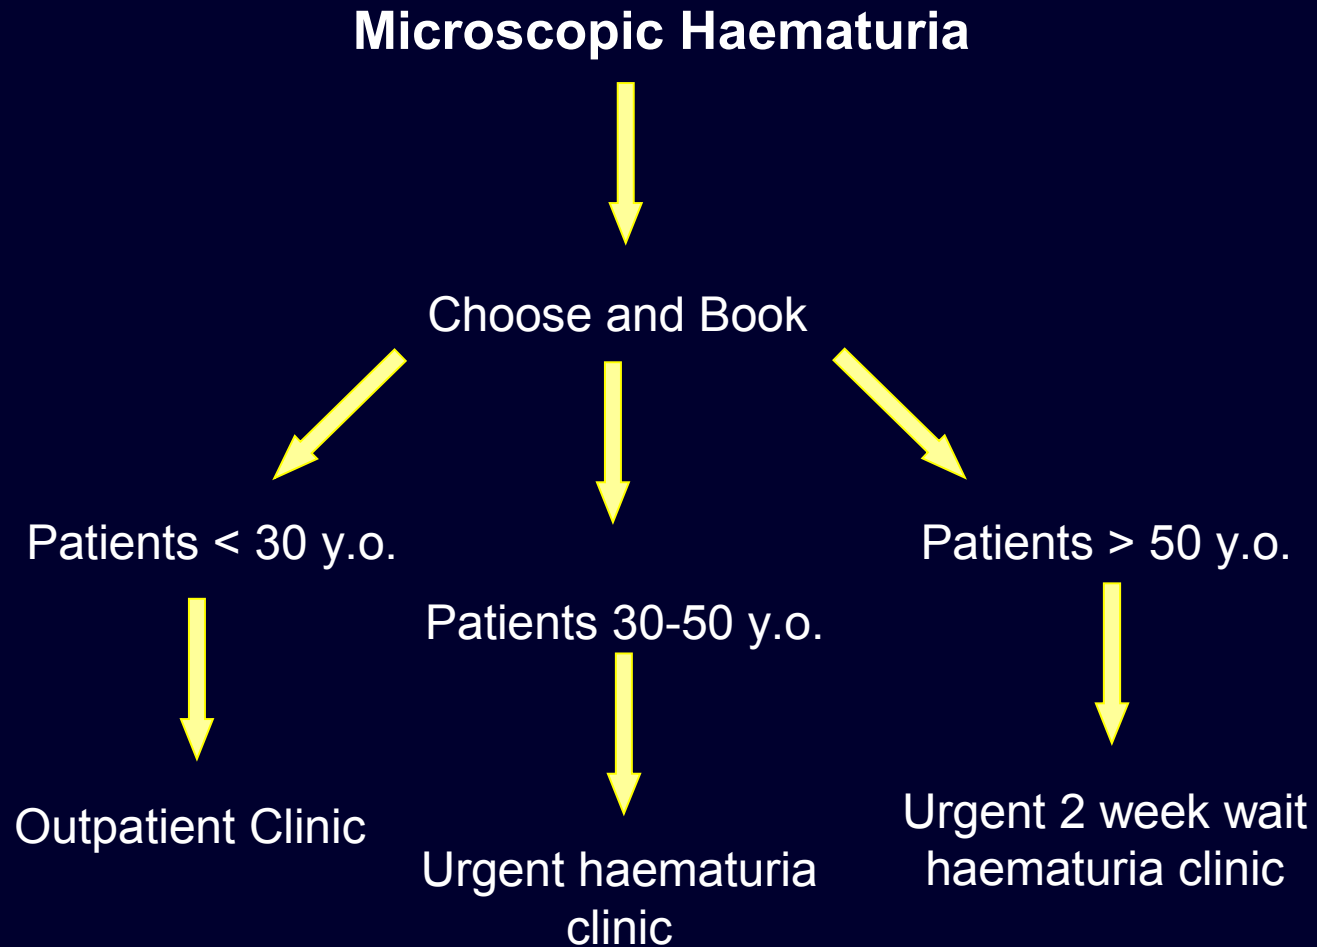 Microscopic Haematuria
Choose and Book
Patients < 30 y.o.
Patients 30-50 y.o.
Patients > 50 y.o.
Outpatient Clinic
Urgent haematuria
clinic
Urgent 2 week wait
haematuria clinic